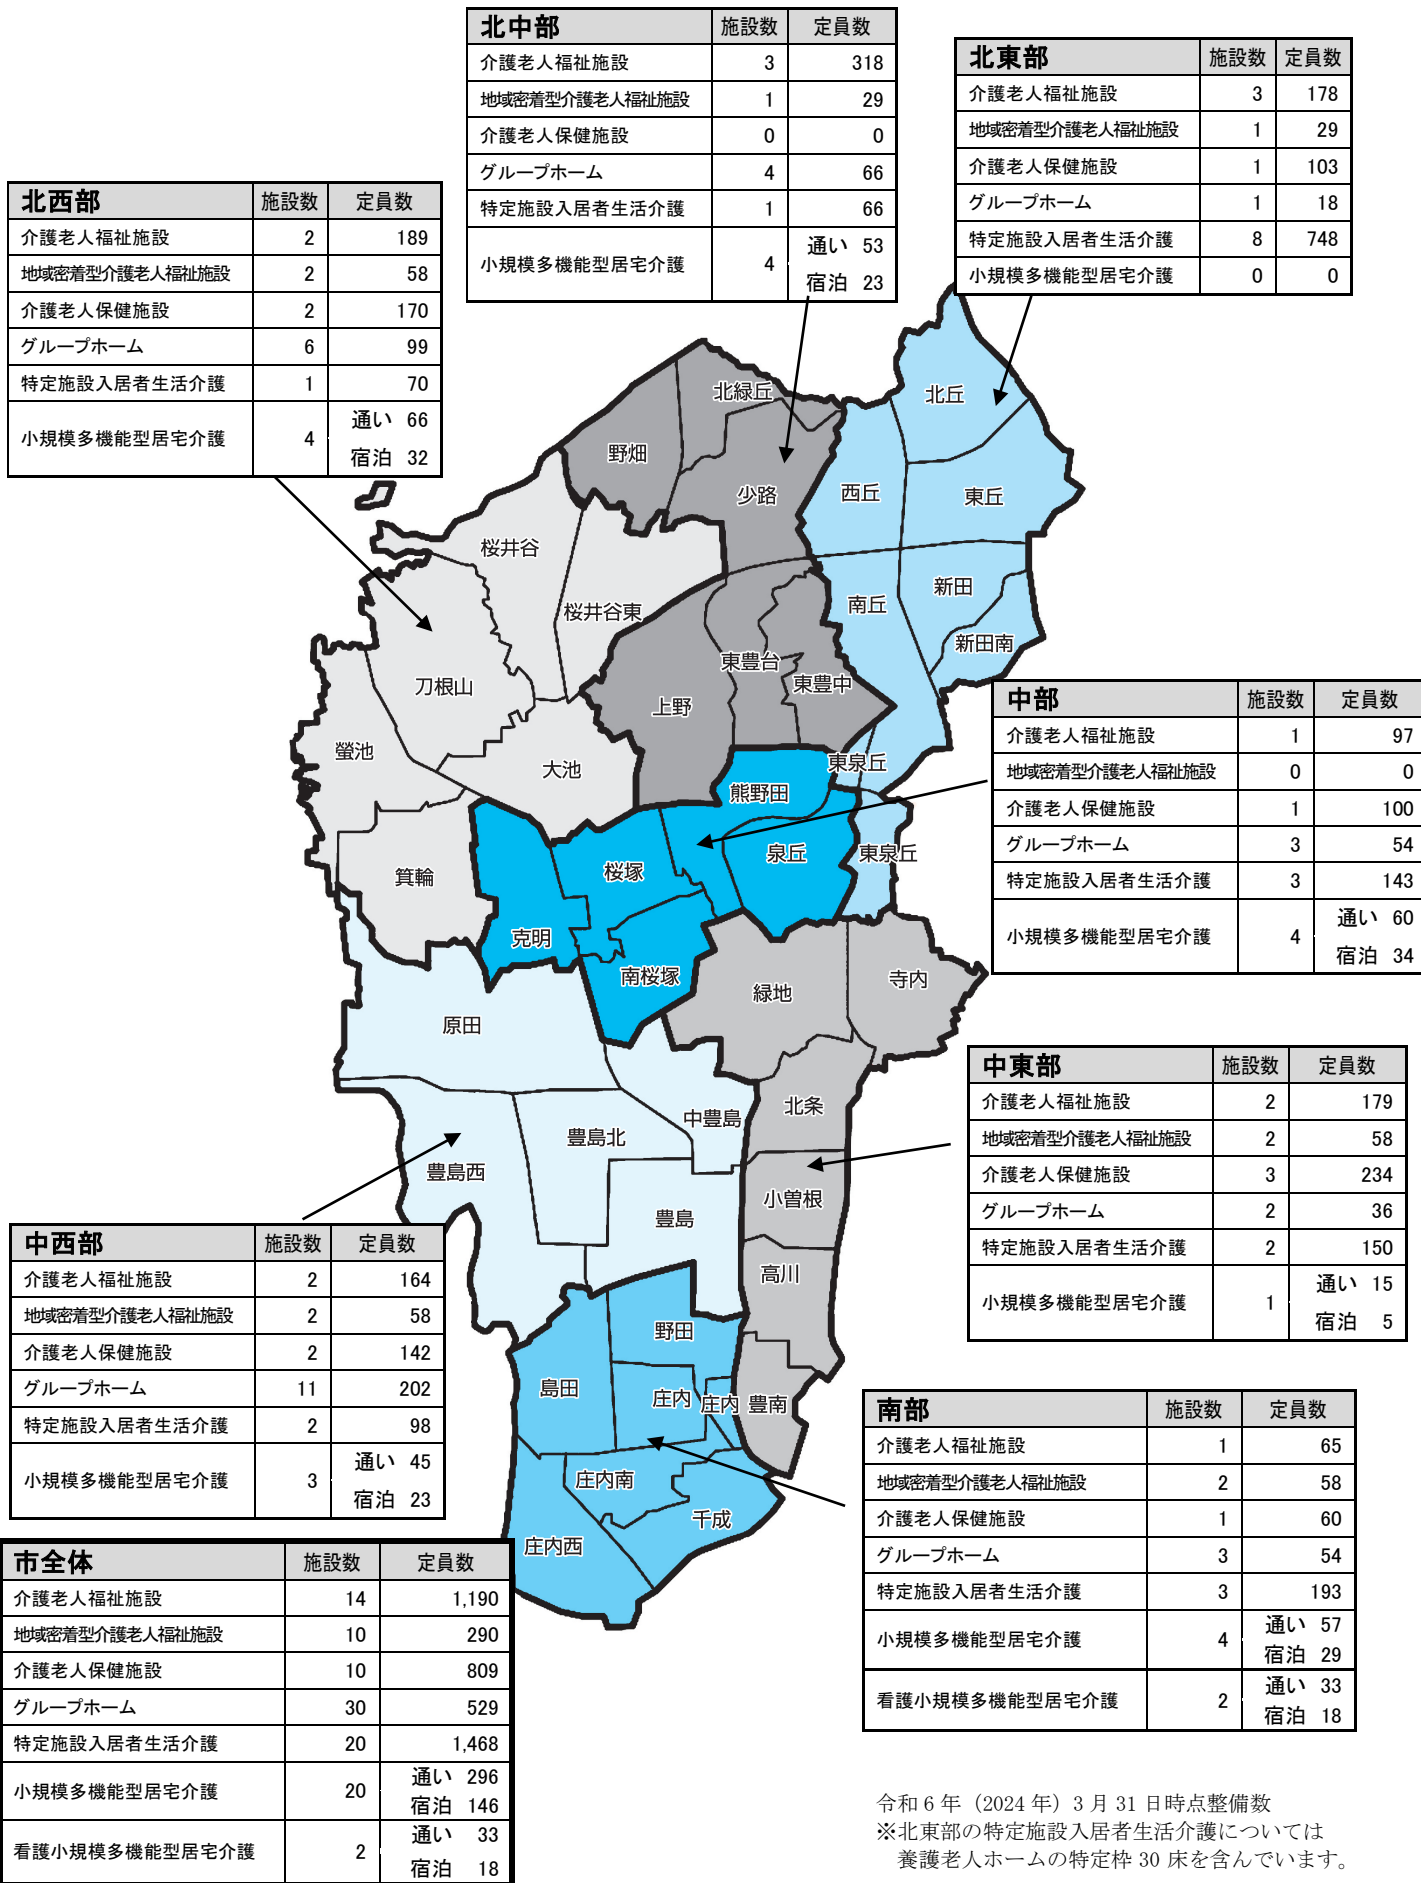 北中部 施設数 定員数
介護老人福祉施設 3 318
地域密着型介護老人福祉施設 1 29
介護老人保健施設 0 0
グループホーム 4 66
特定施設入居者生活介護 1 66
小規模多機能型居宅介護 4 通い 53
宿泊 23
北東部 施設数 定員数
介護老人福祉施設 3 178
地域密着型介護老人福祉施設 1 29
介護老人保健施設 1 103
グループホーム 1 18
特定施設入居者生活介護 8 748
小規模多機能型居宅介護 0 0
北西部 施設数 定員数
介護老人福祉施設 2 189
地域密着型介護老人福祉施設 2 58
介護老人保健施設 2 170
グループホーム 6 99
特定施設入居者生活介護 1 70
小規模多機能型居宅介護 4 通い 66
宿泊 32
北緑丘
北丘
野畑
少路
西丘
東丘
桜井谷
桜井谷東
南丘
新田
新田南
東豊台
東豊中
刀根山
上野
螢池
大池
東泉丘
熊野田
桜塚
泉丘
東泉丘
箕輪
克明
南桜塚
緑地
寺内
原田
北条
中豊島
豊島北
豊島西
小曽根
豊島
高川
野田
島田
庄内
庄内
豊南
庄内南
千成
庄内西
中部 施設数 定員数
介護老人福祉施設 1 97
地域密着型介護老人福祉施設 0 0
介護老人保健施設 1 100
グループホーム 3 54
特定施設入居者生活介護 3 143
小規模多機能型居宅介護 4 通い 60
宿泊 34
中東部 施設数 定員数
介護老人福祉施設 2 179
地域密着型介護老人福祉施設 2 58
介護老人保健施設 3 234
グループホーム 2 36
特定施設入居者生活介護 2 150
小規模多機能型居宅介護 1 通い 15
宿泊 5
中西部 施設数 定員数
介護老人福祉施設 2 164
地域密着型介護老人福祉施設 2 58
介護老人保健施設 2 142
グループホーム 11 202
特定施設入居者生活介護 2 98
小規模多機能型居宅介護 3 通い 45
宿泊 23
南部 施設数 定員数
介護老人福祉施設 1 65
地域密着型介護老人福祉施設 2 58
介護老人保健施設 1 60
グループホーム 3 54
特定施設入居者生活介護 3 193
小規模多機能型居宅介護 4 通い 57
宿泊 29
看護小規模多機能型居宅介護 2 通い 33
宿泊 18
市全体 施設数 定員数
介護老人福祉施設 14 1,190
地域密着型介護老人福祉施設 10 290
介護老人保健施設 10 809
グループホーム 30 529
特定施設入居者生活介護 20 1,468
小規模多機能型居宅介護 20 通い 296
宿泊 146
看護小規模多機能型居宅介護 2 通い 33
宿泊 18
令和6年（2024年）3月31日時点整備数
※北東部の特定施設入居者生活介護については
養護老人ホームの特定枠30床を含んでいます。